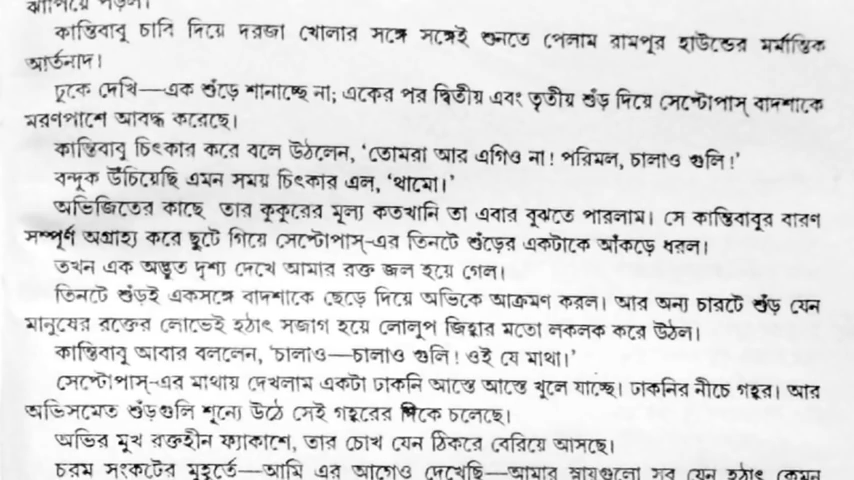 ঝাঁপিয়ে পড়ল।
কান্তিবাবু চাবি দিয়ে দরজা খোলার সঙ্গে সঙ্গেই শুনতে পেলাম রামপুর হাউন্ডের মর্মান্তিক
আর্তনাদ।
ঢুকে দেখি—এক শুঁড়ে শানাচ্ছে না; একের পর দ্বিতীয় এবং তৃতীয় শুঁড় দিয়ে সেপ্টোপাস্ বাদশাকে
মরণপাশে আবদ্ধ করেছে।
কান্তিবাবু চিৎকার করে বলে উঠলেন, ‘তোমরা আর এগিও না! পরিমল, চালাও গুলি!’
বন্দুক উঁচিয়েছি এমন সময় চিৎকার এল, ‘থামো।’
অভিজিতের কাছে তার কুকুরের মূল্য কতখানি তা এবার বুঝতে পারলাম। সে কান্তিবাবুর বারণ
সম্পূর্ণ অগ্রাহ্য করে ছুটে গিয়ে সেপ্টোপাস্-এর তিনটে শুঁড়ের একটাকে আঁকড়ে ধরল।
তখন এক অদ্ভুত দৃশ্য দেখে আমার রক্ত জল হয়ে গেল।
তিনটে শুঁড়ই একসঙ্গে বাদশাকে ছেড়ে দিয়ে অভিকে আক্রমণ করল। আর অন্য চারটে শুঁড় যেন
মানুষের রক্তের লোভেই হঠাৎ সজাগ হয়ে লোলুপ জিহ্বার মতো লকলক করে উঠল।
কান্তিবাবু আবার বললেন, ‘চালাও—চালাও গুলি! ওই যে মাথা।’
সেপ্টোপাস্-এর মাথায় দেখলাম একটা ঢাকনি আস্তে আস্তে খুলে যাচ্ছে। ঢাকনির নীচে গহ্বর। আর
অভিসমেত শুঁড়গুলি শূন্যে উঠে সেই গহ্বরের দিকে চলেছে।
অভির মুখ রক্তহীন ফ্যাকাশে, তার চোখ যেন ঠিকরে বেরিয়ে আসছে।
চরম সংকটের মুহূর্তে—আমি এর আগেও দেখেছি—আমার স্নায়ুগুলো সব যেন হঠাৎ কেমন